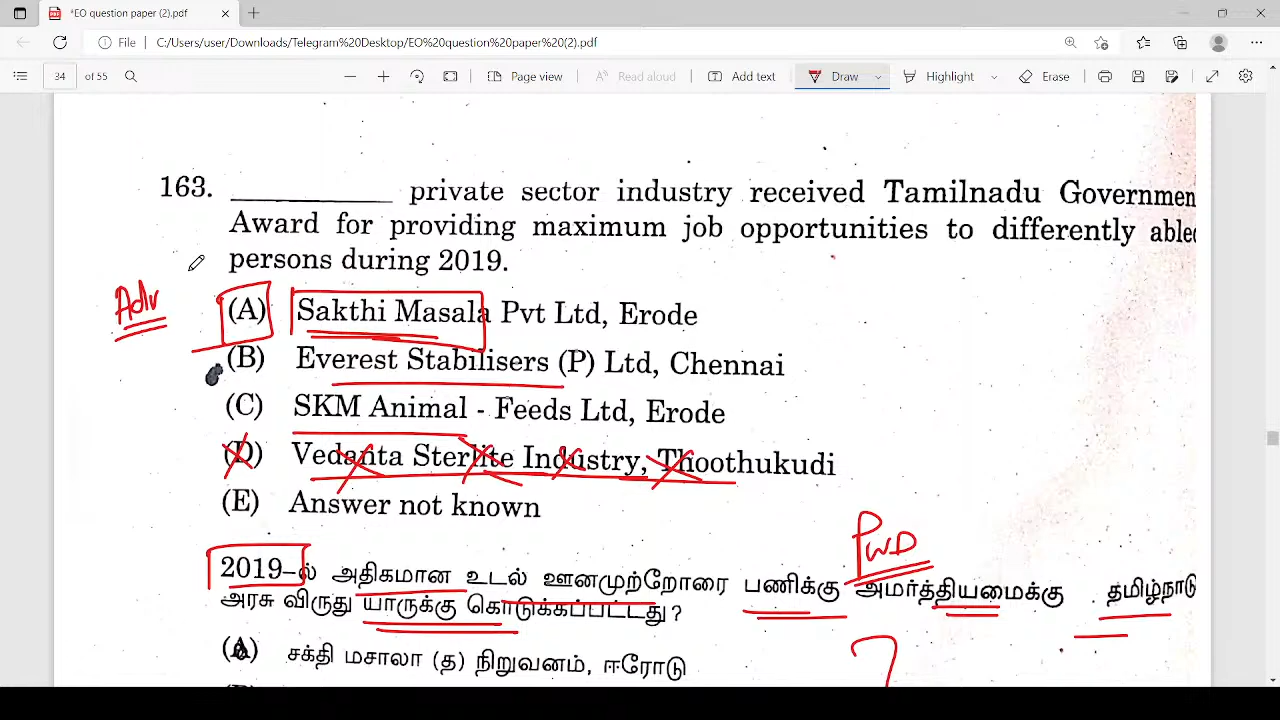 *EO question paper (2).pdf
File C:/Users/user/Downloads/Telegram%20Desktop/EO%20question%20paper%20(2).pdf
34 of 55 Page view Read aloud Add text Draw Highlight Erase
163. __________ private sector industry received Tamilnadu Governmen
Award for providing maximum job opportunities to differently able
persons during 2019.
Adv (A) Sakthi Masala Pvt Ltd, Erode
(B) Everest Stabilisers (P) Ltd, Chennai
(C) SKM Animal - Feeds Ltd, Erode
(D) Vedanta Sterlite Industry, Thoothukudi
(E) Answer not known
PWD
2019–ல் அதிகமான உடல் ஊனமுற்றோரை பணிக்கு அமர்த்தியமைக்கு தமிழ்நாடு
அரசு விருது யாருக்கு கொடுக்கப்பட்டது?
(A) சக்தி மசாலா (த) நிறுவனம், ஈரோடு